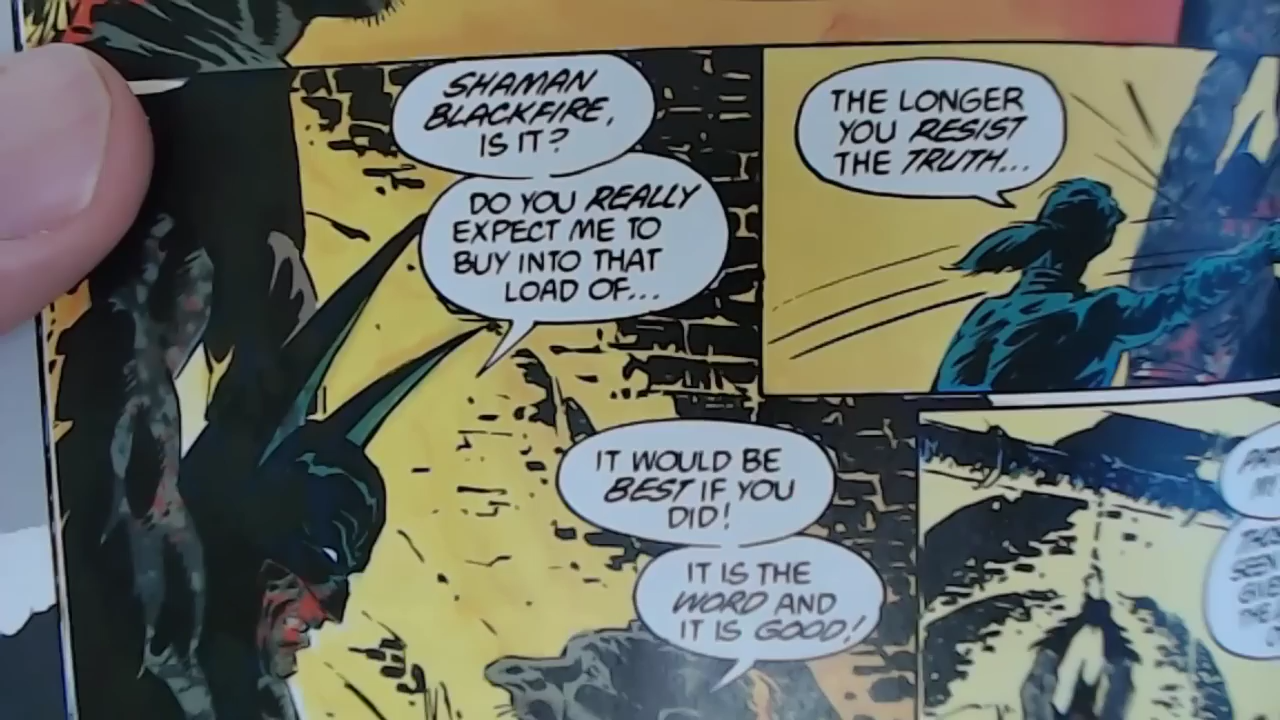 SHAMAN
BLACKFIRE,
IS IT?
DO YOU REALLY
EXPECT ME TO
BUY INTO THAT
LOAD OF...
IT WOULD BE
BEST IF YOU
DID!
IT IS THE
WORD AND
IT IS GOOD!
THE LONGER
YOU RESIST
THE TRUTH...
SEEN